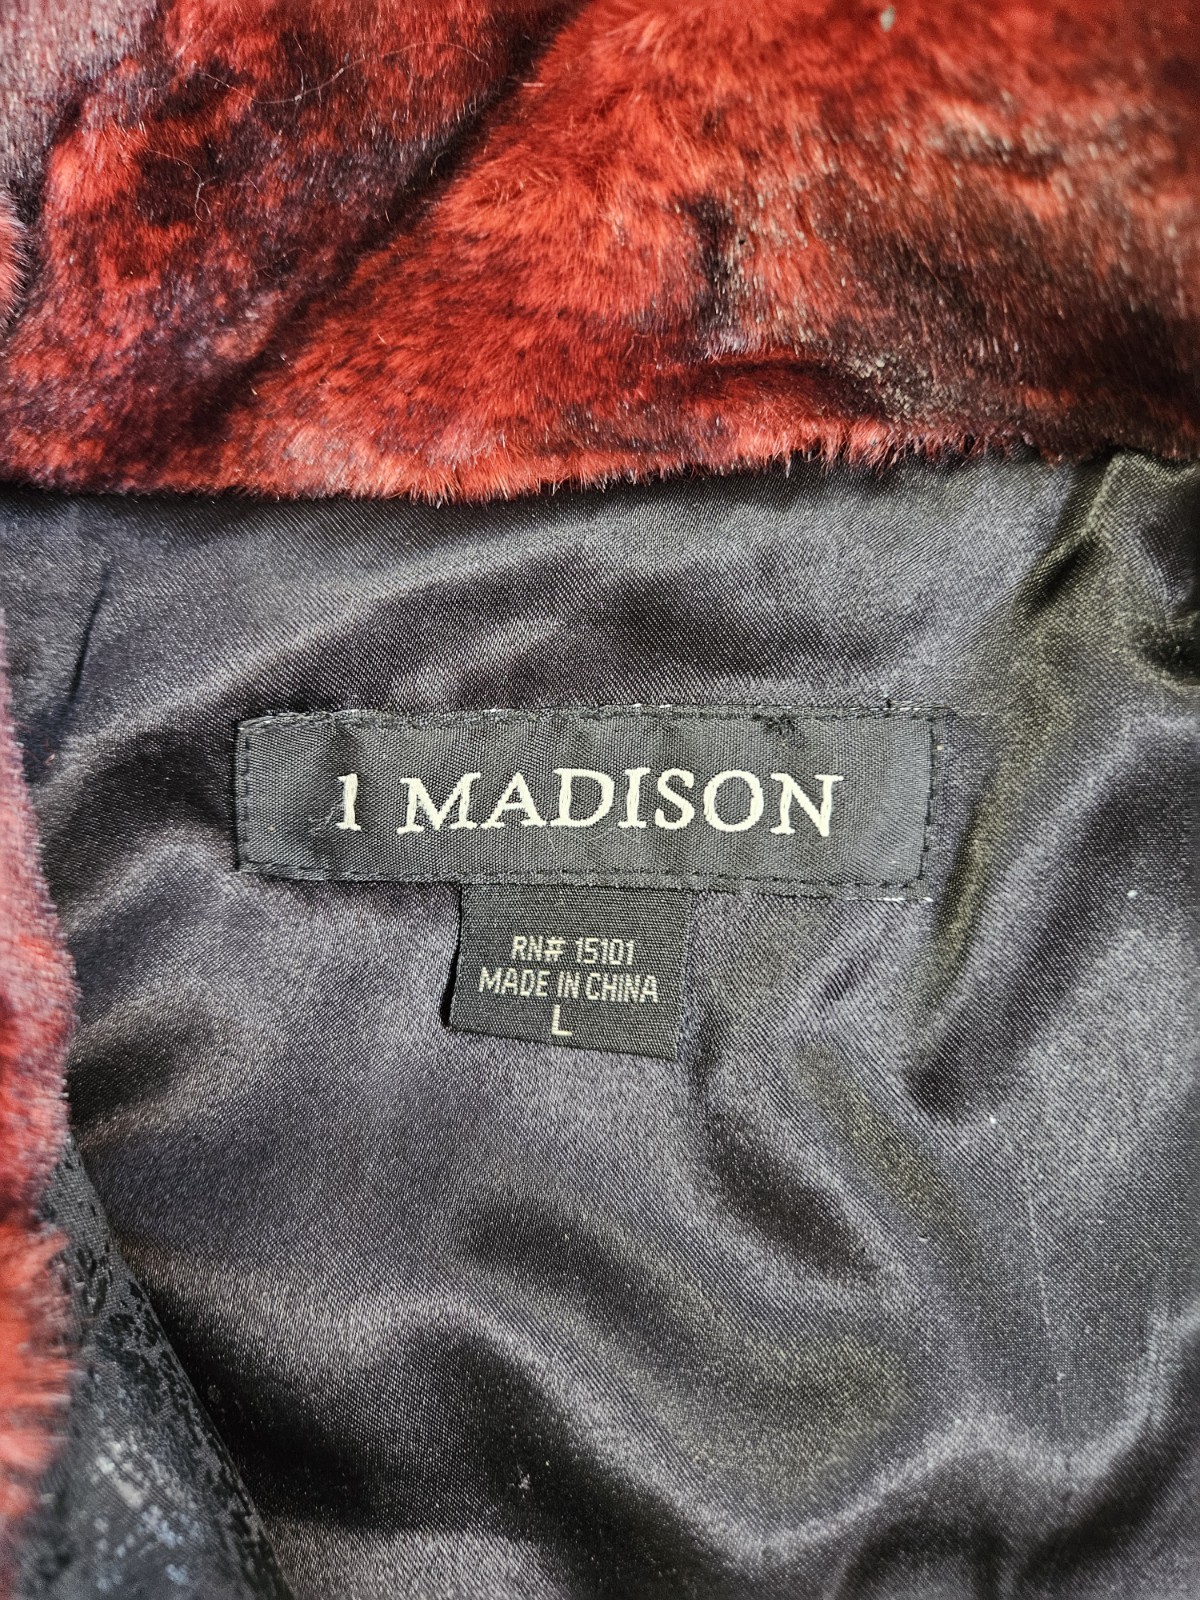 1 MADISON
RN# 15101
MADE IN CHINA
L